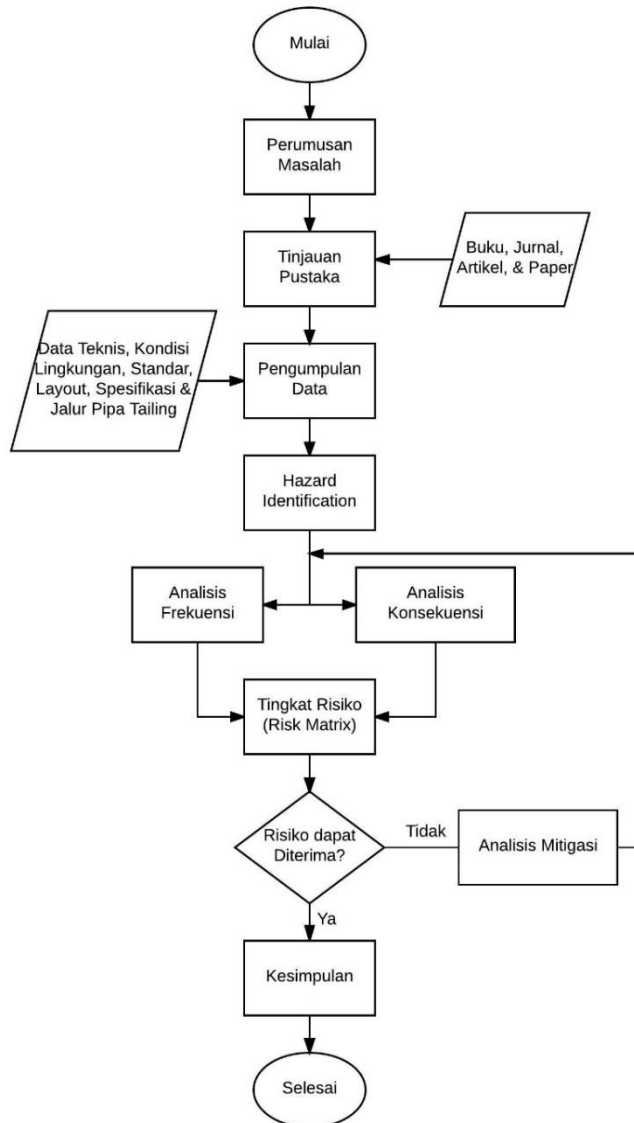 Mulai
Perumusan
Masalah
Tinjauan
Pustaka
Buku, Jurnal,
Artikel, & Paper
Data Teknis, Kondisi
Lingkungan, Standar,
Layout, Spesifikasi &
Jalur Pipa Tailing
Pengumpulan
Data
Hazard
Identification
Analisis
Frekuensi
Analisis
Konsekuensi
Tingkat Risiko
(Risk Matrix)
Risiko dapat
Diterima?
Tidak
Analisis Mitigasi
Ya
Kesimpulan
Selesai